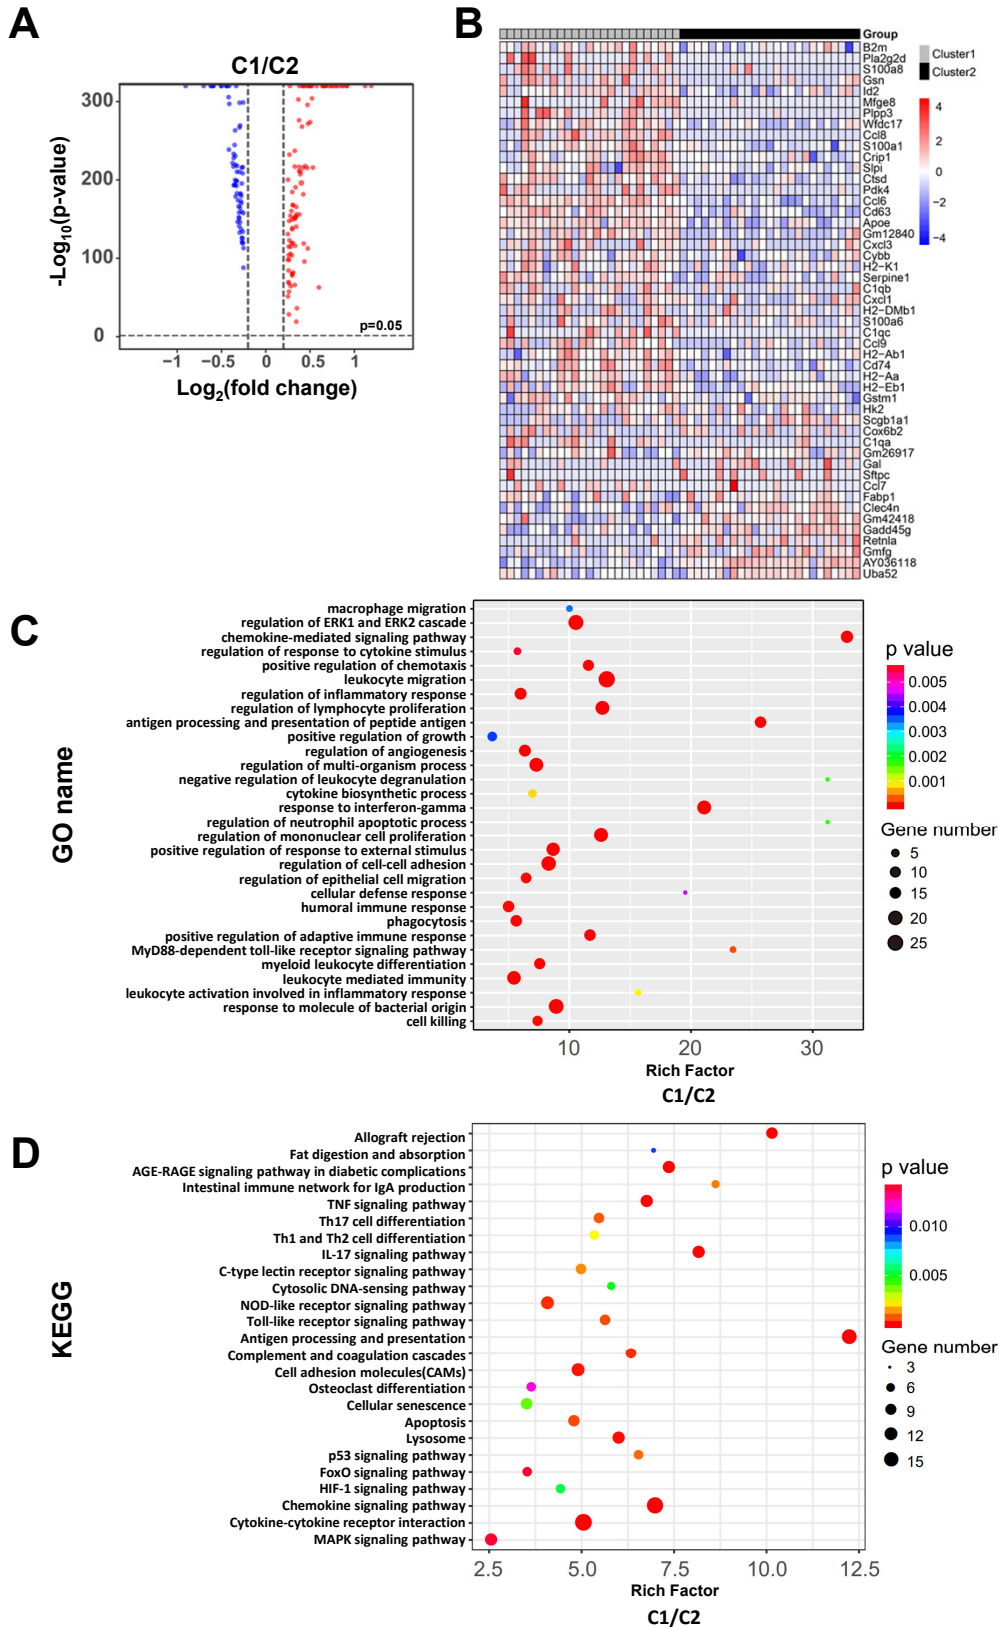 A
C1/C2
300
200
100
0
-Log10(p-value)
p=0.05
−1
−0.5
0
0.5
1
Log2(fold change)
B
Group
B2m
Pla2g2d
S100a8
Gsn
Id2
Mfge8
Plpp3
Wfdc17
Ccl8
S100a1
Crip1
Slpi
Ctsd
Pdk4
Ccl6
Cd63
Apoe
Gm12840
Cxcl3
Cybb
H2−K1
Serpine1
C1qb
Cxcl1
H2−DMb1
S100a6
C1qc
Ccl9
H2−Ab1
Cd74
H2−Aa
H2−Eb1
Gstm1
Hk2
Scgb1a1
Cox6b2
C1qa
Gm26917
Gal
Sftpc
Ccl7
Fabp1
Clec4n
Gm42418
Gadd45g
Retnla
Gmfg
AY036118
Uba52
Cluster1
Cluster2
4
2
0
−2
−4
C
GO name
macrophage migration
regulation of ERK1 and ERK2 cascade
chemokine-mediated signaling pathway
regulation of response to cytokine stimulus
positive regulation of chemotaxis
leukocyte migration
regulation of inflammatory response
regulation of lymphocyte proliferation
antigen processing and presentation of peptide antigen
positive regulation of growth
regulation of angiogenesis
regulation of multi-organism process
negative regulation of leukocyte degranulation
cytokine biosynthetic process
response to interferon-gamma
regulation of neutrophil apoptotic process
regulation of mononuclear cell proliferation
positive regulation of response to external stimulus
regulation of cell-cell adhesion
regulation of epithelial cell migration
cellular defense response
humoral immune response
phagocytosis
positive regulation of adaptive immune response
MyD88-dependent toll-like receptor signaling pathway
myeloid leukocyte differentiation
leukocyte mediated immunity
leukocyte activation involved in inflammatory response
response to molecule of bacterial origin
cell killing
10
20
30
Rich Factor
C1/C2
p value
0.005
0.004
0.003
0.002
0.001
Gene number
5
10
15
20
25
D
KEGG
Allograft rejection
Fat digestion and absorption
AGE-RAGE signaling pathway in diabetic complications
Intestinal immune network for IgA production
TNF signaling pathway
Th17 cell differentiation
Th1 and Th2 cell differentiation
IL-17 signaling pathway
C-type lectin receptor signaling pathway
Cytosolic DNA-sensing pathway
NOD-like receptor signaling pathway
Toll-like receptor signaling pathway
Antigen processing and presentation
Complement and coagulation cascades
Cell adhesion molecules(CAMs)
Osteoclast differentiation
Cellular senescence
Apoptosis
Lysosome
p53 signaling pathway
FoxO signaling pathway
HIF-1 signaling pathway
Chemokine signaling pathway
Cytokine-cytokine receptor interaction
MAPK signaling pathway
2.5
5.0
7.5
10.0
12.5
Rich Factor
C1/C2
p value
0.010
0.005
Gene number
3
6
9
12
15